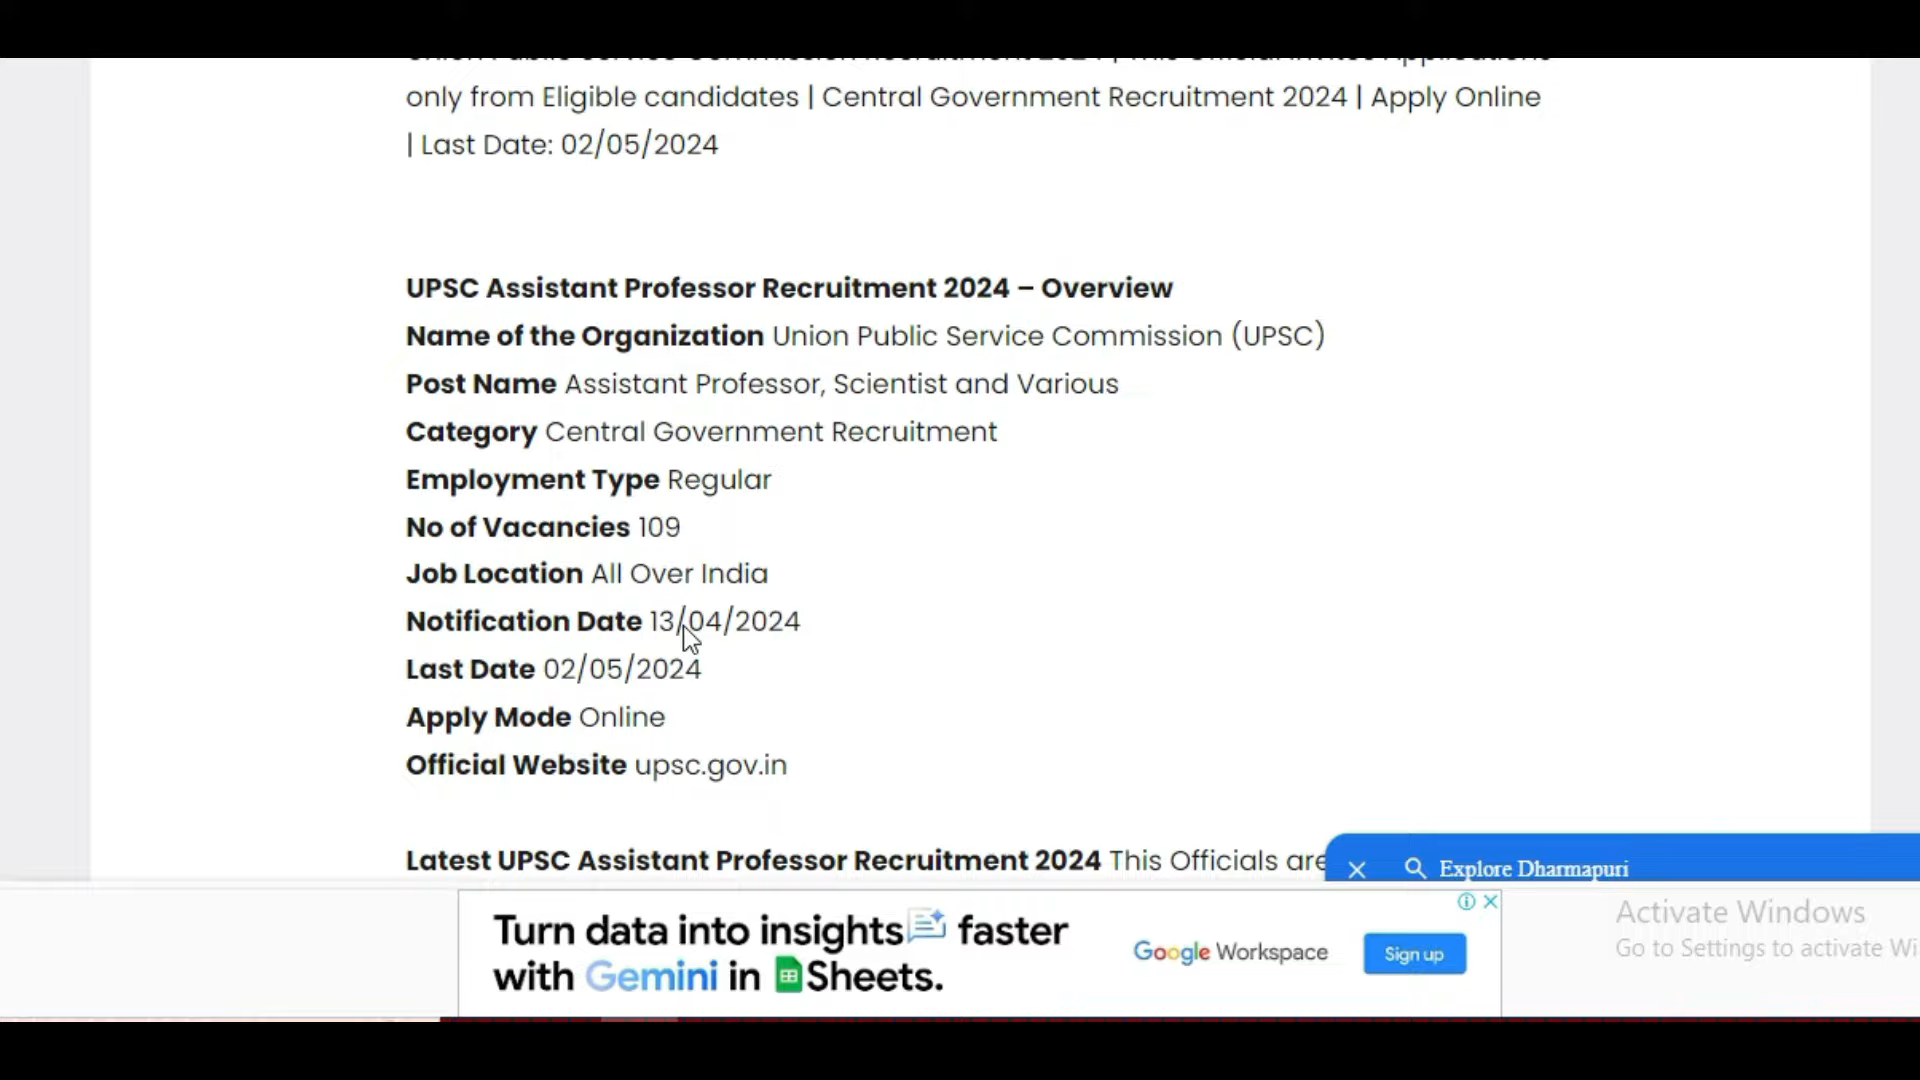 only from Eligible candidates | Central Government Recruitment 2024 | Apply Online
| Last Date: 02/05/2024
UPSC Assistant Professor Recruitment 2024 – Overview
Name of the Organization Union Public Service Commission (UPSC)
Post Name Assistant Professor, Scientist and Various
Category Central Government Recruitment
Employment Type Regular
No of Vacancies 109
Job Location All Over India
Notification Date 13/04/2024
Last Date 02/05/2024
Apply Mode Online
Official Website upsc.gov.in
Latest UPSC Assistant Professor Recruitment 2024 This Officials are
Explore Dharmapuri
Turn data into insights faster
with Gemini in Sheets.
Google Workspace
Sign up
Activate Windows
Go to Settings to activate Wi